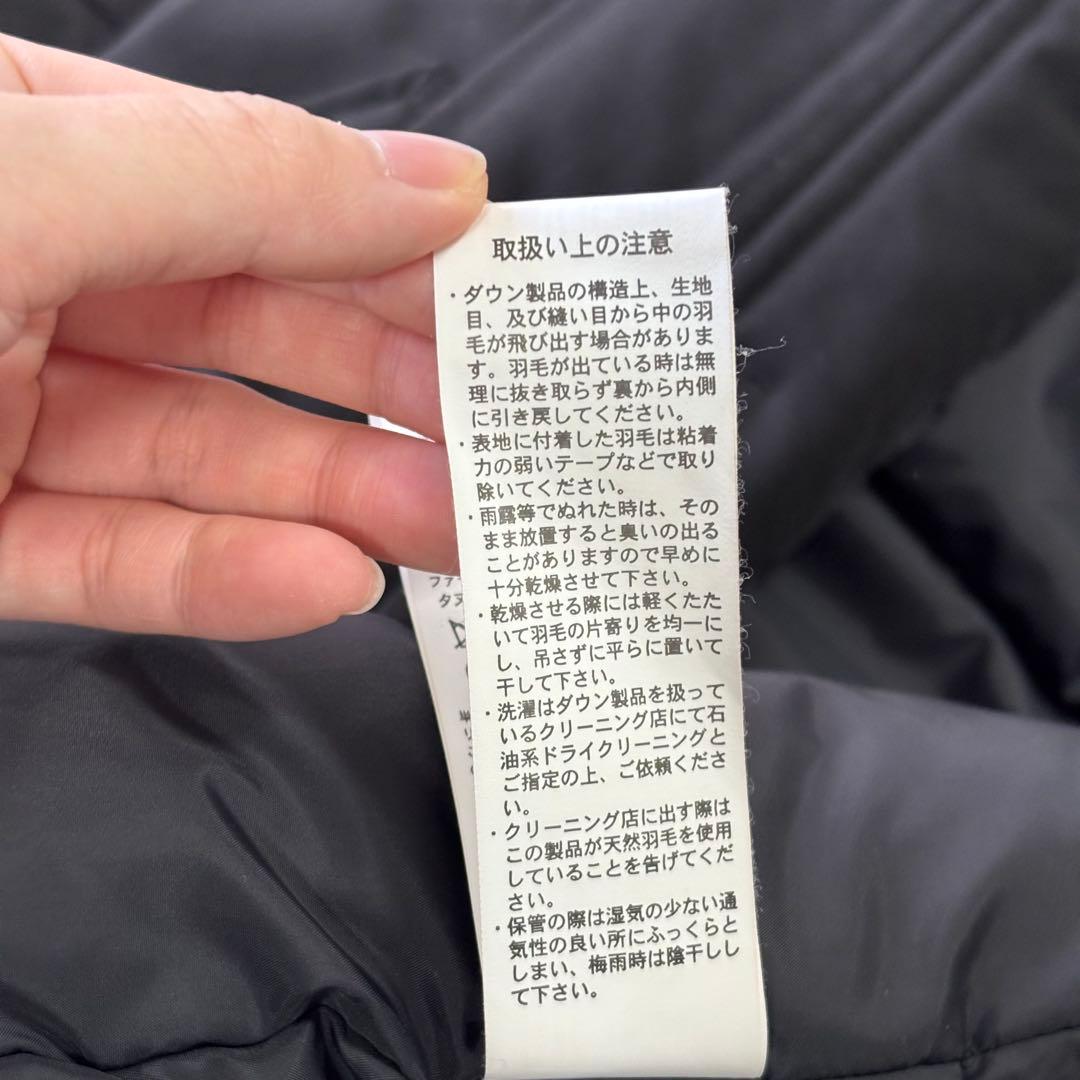 取扱い上の注意
・ダウン製品の構造上、生地
目、及び縫い目から中の羽
毛が飛び出す場合がありま
す。羽毛が出ている時は無
理に抜き取らず裏から内側
に引き戻してください。
・表地に付着した羽毛は粘着
力の弱いテープなどで取り
除いてください。
・雨露等でぬれた時は、その
まま放置すると臭いの出る
ことがありますので早めに
十分乾燥させて下さい。
・乾燥させる際には軽くたた
いて羽毛の片寄りを均一に
し、吊さずに平らに置いて
干して下さい。
・洗濯はダウン製品を扱って
いるクリーニング店にて石
油系ドライクリーニングと
ご指定の上、ご依頼くださ
い。
・クリーニング店に出す際は
この製品が天然羽毛を使用
していることを告げてくだ
さい。
・保管の際は湿気の少ない通
気性の良い所にふっくらと
しまい、梅雨時は陰干しし
て下さい。